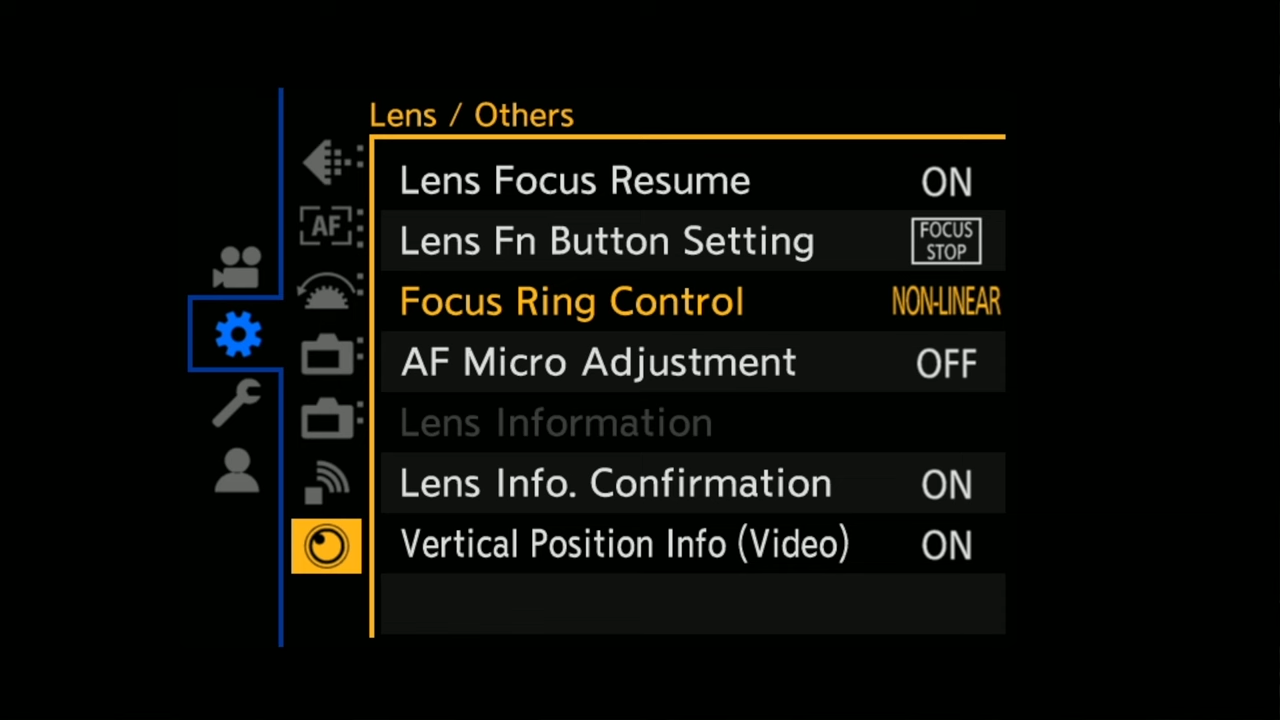 Lens / Others
Lens Focus Resume ON
AF
Lens Fn Button Setting FOCUS STOP
Focus Ring Control NON-LINEAR
AF Micro Adjustment OFF
Lens Information
Lens Info. Confirmation ON
Vertical Position Info (Video) ON